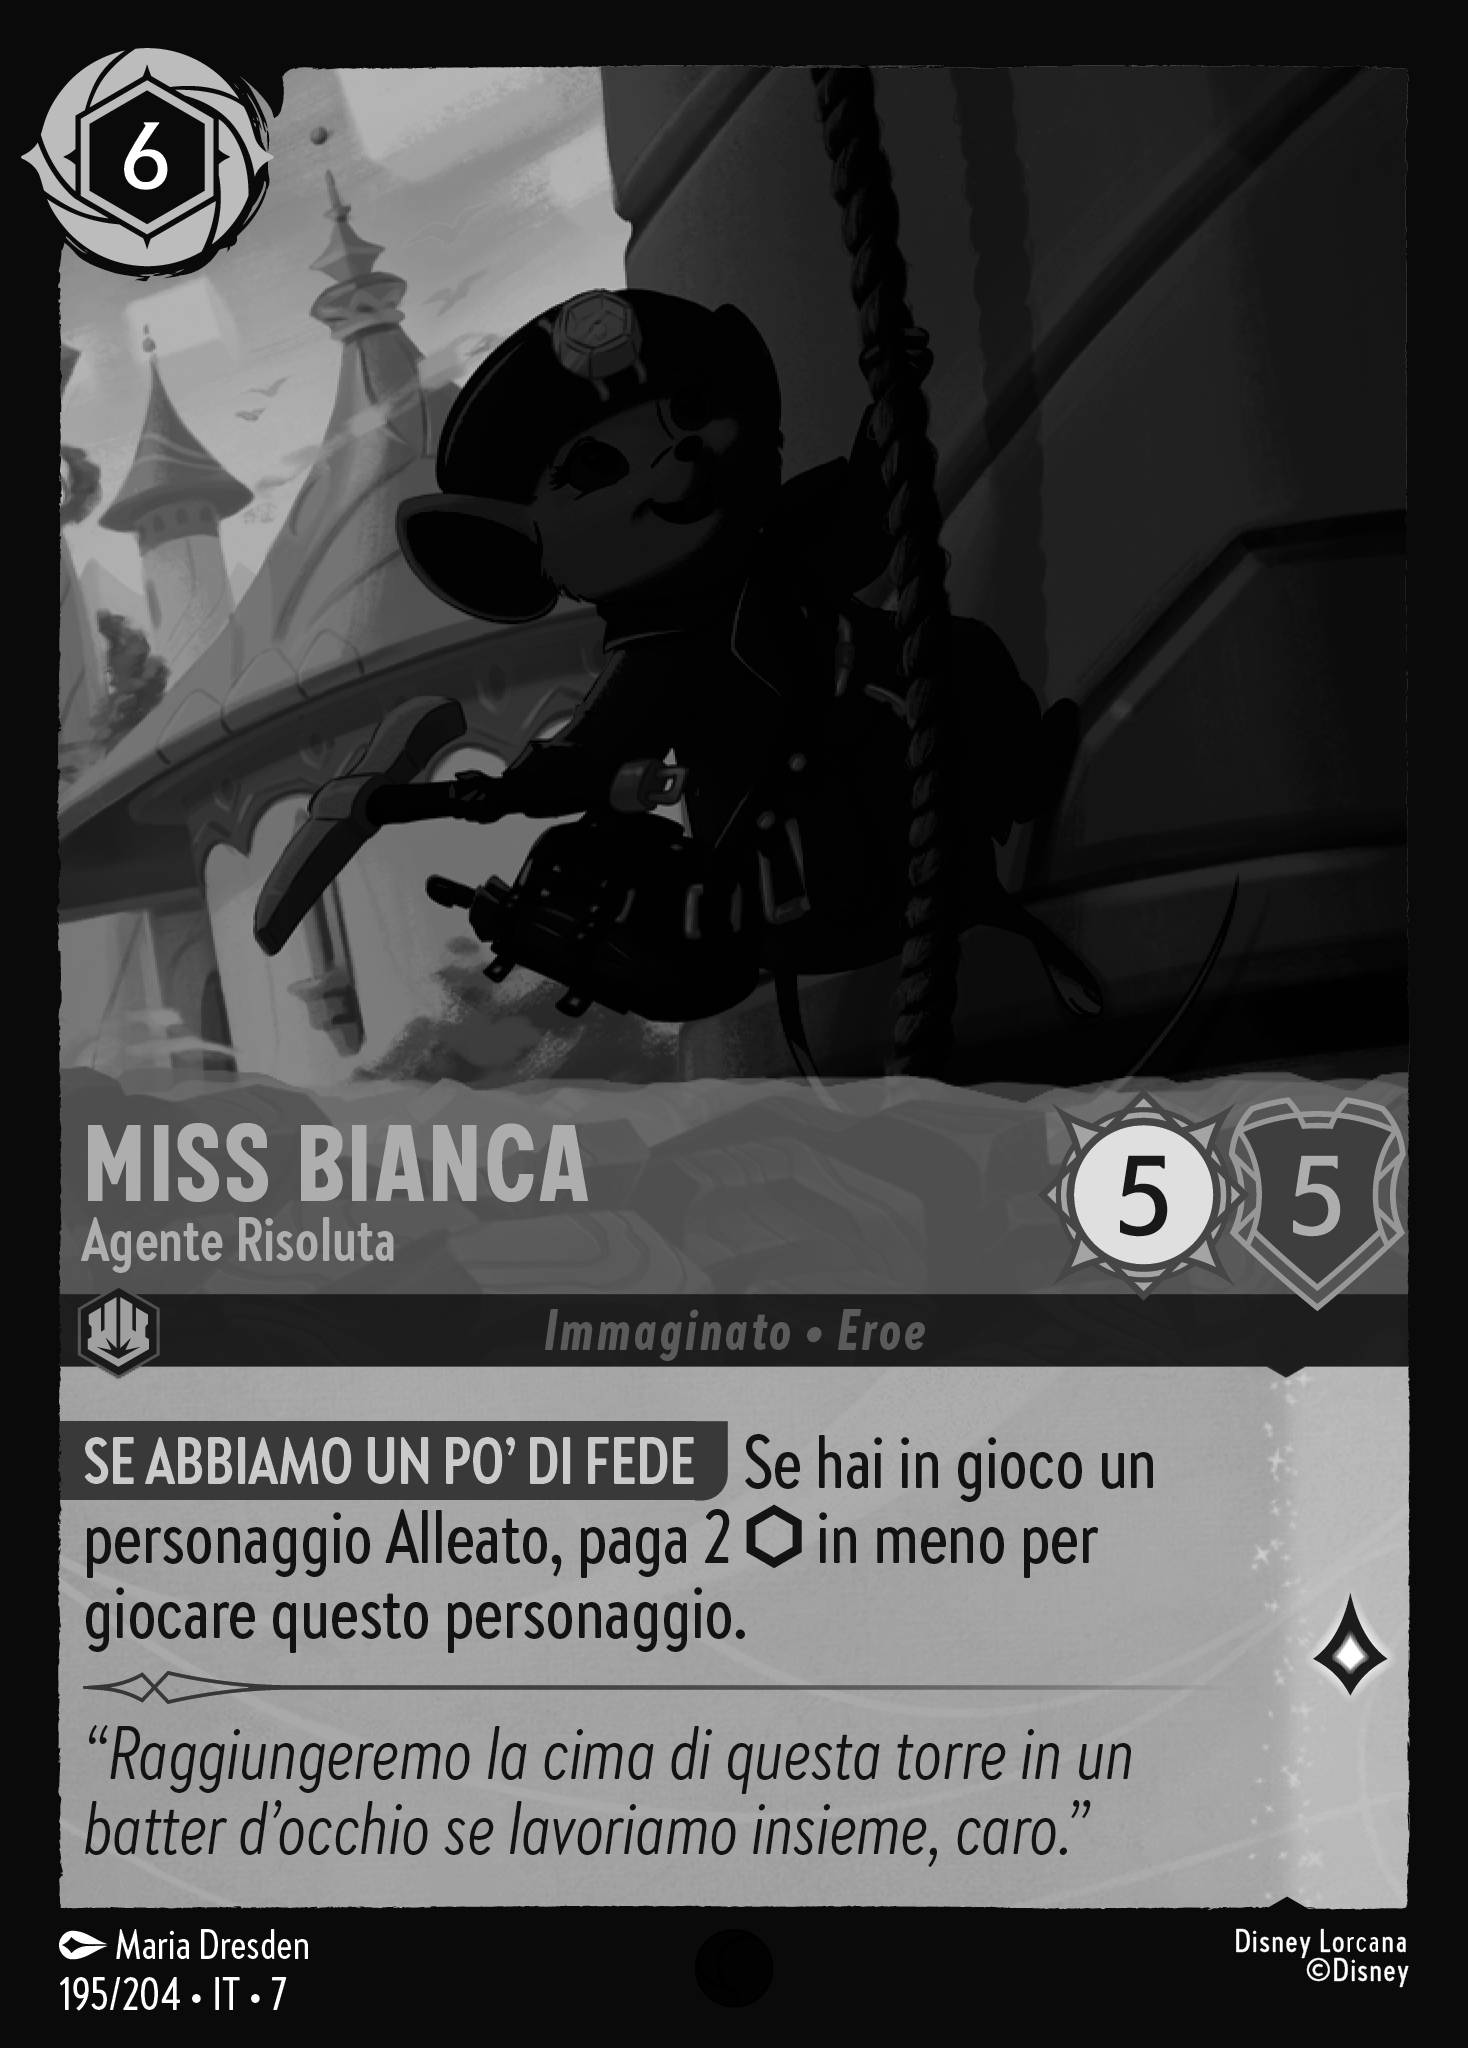 6
MISS BIANCA
Agente Risoluta
5
5
Immaginato • Eroe
SE ABBIAMO UN PO’ DI FEDE Se hai in gioco un
personaggio Alleato, paga 2 ⬡ in meno per
giocare questo personaggio.
“Raggiungeremo la cima di questa torre in un
batter d’occhio se lavoriamo insieme, caro.”
Maria Dresden
195/204 • IT • 7
Disney Lorcana
©Disney